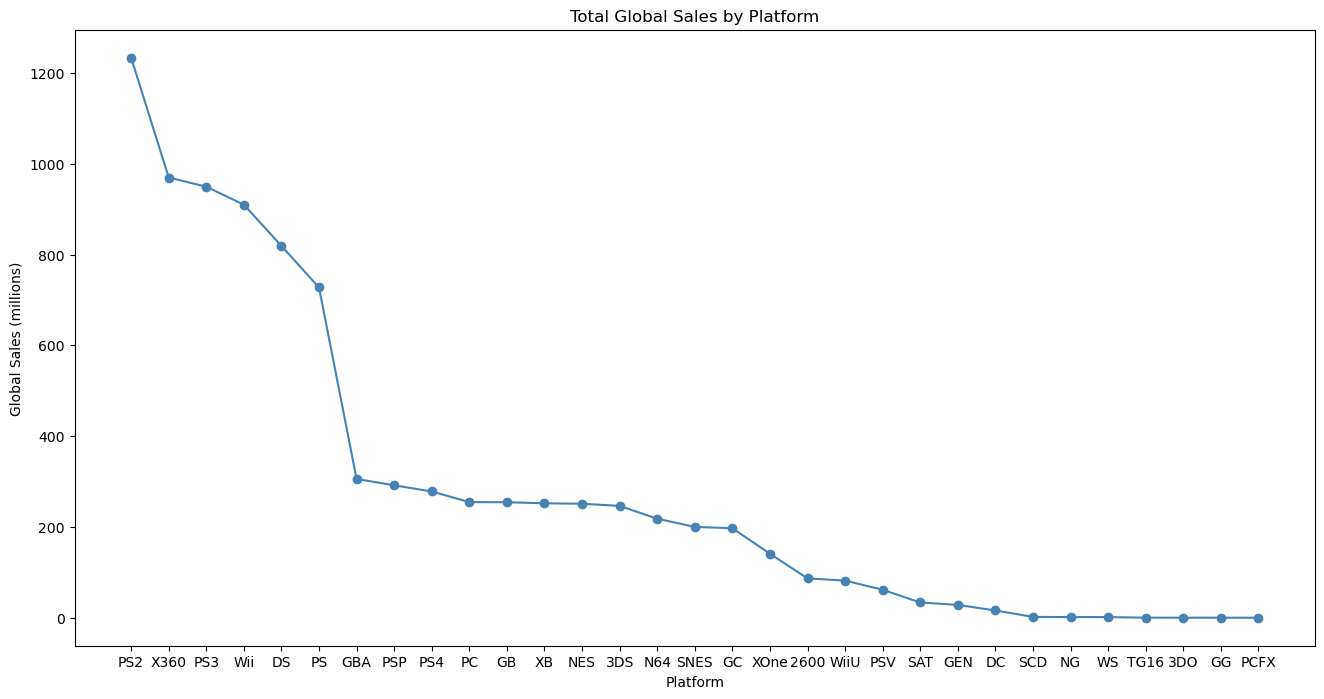 Total Global Sales by Platform
Global Sales (millions)
1200
1000
800
600
400
200
0
PS2 X360 PS3 Wii DS PS GBA PSP PS4 PC GB XB NES 3DS N64 SNES GC XOne 2600 WiiU PSV SAT GEN DC SCD NG WS TG16 3DO GG PCFX
Platform